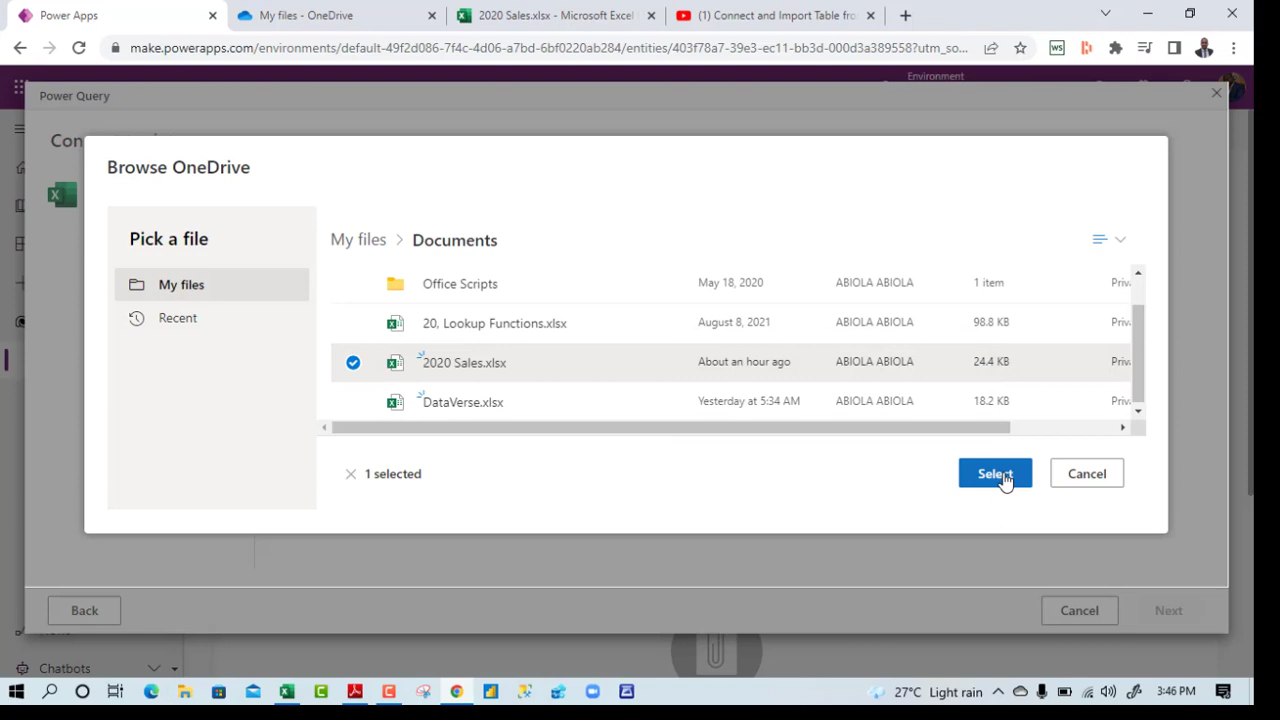 Power Apps
My files - OneDrive
2020 Sales.xlsx - Microsoft Excel
(1) Connect and Import Table fro
make.powerapps.com/environments/default-49f2d086-7f4c-4d06-a7bd-6bf0220ab284/entities/403f78a7-39e3-ec11-bb3d-000d3a389558?utm_so...
Environment
Power Query
Con
Browse OneDrive
Pick a file
My files
Recent
My files > Documents
Office Scripts May 18, 2020 ABIOLA ABIOLA 1 item Priv
20, Lookup Functions.xlsx August 8, 2021 ABIOLA ABIOLA 98.8 KB Priv
2020 Sales.xlsx About an hour ago ABIOLA ABIOLA 24.4 KB Priv
DataVerse.xlsx Yesterday at 5:34 AM ABIOLA ABIOLA 18.2 KB Priv
1 selected
Select
Cancel
Back
Cancel
Next
Chatbots
27°C Light rain
3:46 PM